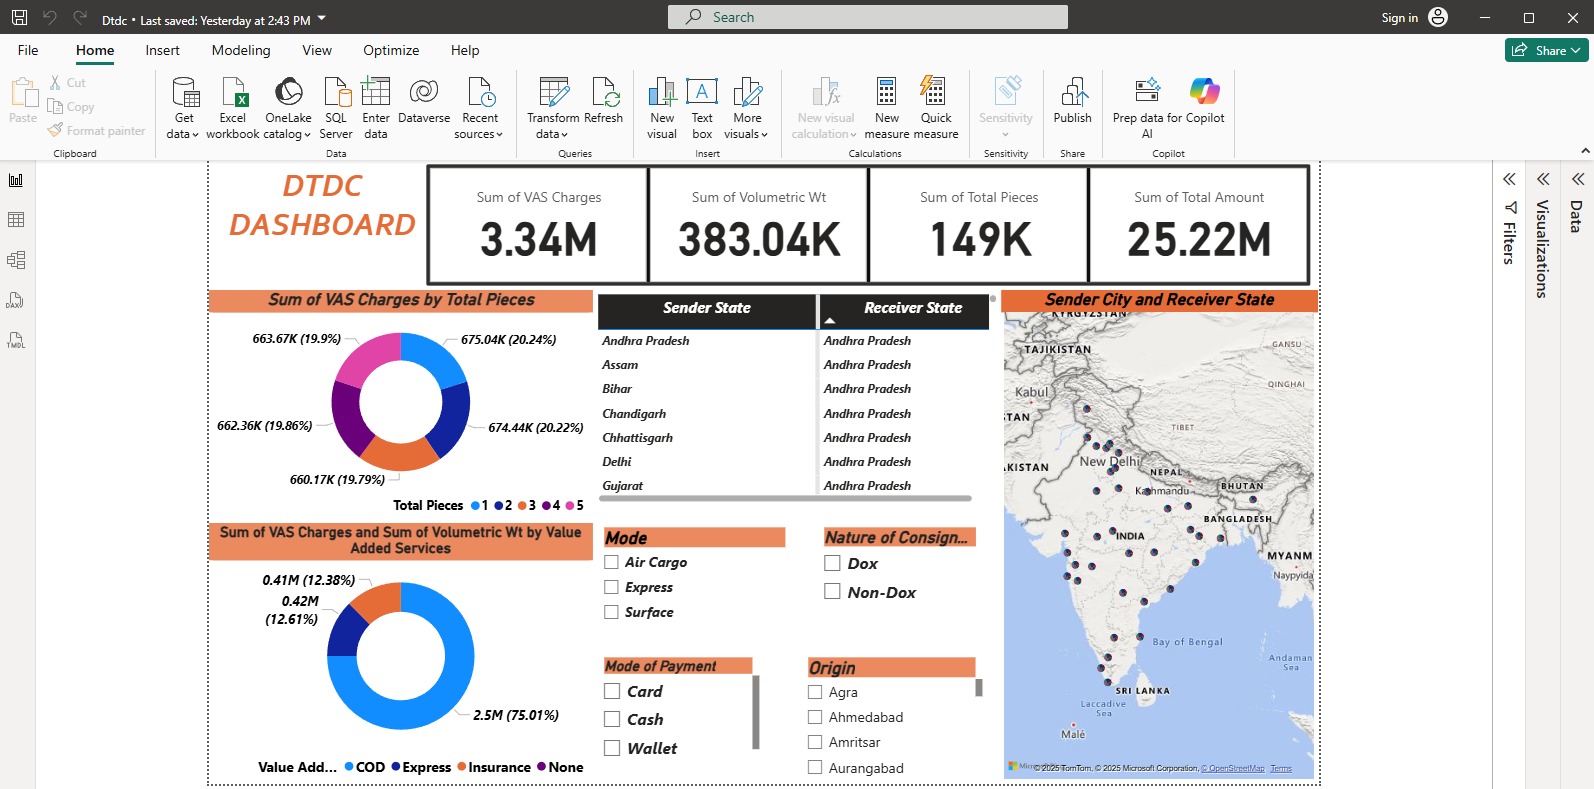 Dtdc • Last saved: Yesterday at 2:43 PM
Search
Sign in
File
Home
Insert
Modeling
View
Optimize
Help
Share
Paste
Cut
Copy
Format painter
Clipboard
Get data
Excel workbook
OneLake catalog
SQL Server
Enter data
Dataverse
Recent sources
Data
Transform data
Refresh
Queries
New visual
Text box
More visuals
Insert
New visual calculation
New measure
Quick measure
Calculations
Sensitivity
Sensitivity
Publish
Share
Prep data for AI
Copilot
Copilot
DAX
TMDL
DTDC
DASHBOARD
Sum of VAS Charges
3.34M
Sum of Volumetric Wt
383.04K
Sum of Total Pieces
149K
Sum of Total Amount
25.22M
Sum of VAS Charges by Total Pieces
663.67K (19.9%)
675.04K (20.24%)
662.36K (19.86%)
674.44K (20.22%)
660.17K (19.79%)
Total Pieces 1 2 3 4 5
Sum of VAS Charges and Sum of Volumetric Wt by Value
Added Services
0.41M (12.38%)
0.42M
(12.61%)
2.5M (75.01%)
Value Add... COD Express Insurance None
Sender State Receiver State
Andhra Pradesh Andhra Pradesh
Assam Andhra Pradesh
Bihar Andhra Pradesh
Chandigarh Andhra Pradesh
Chhattisgarh Andhra Pradesh
Delhi Andhra Pradesh
Gujarat Andhra Pradesh
Mode
Air Cargo
Express
Surface
Nature of Consign...
Dox
Non-Dox
Mode of Payment
Card
Cash
Wallet
Origin
Agra
Ahmedabad
Amritsar
Aurangabad
Sender City and Receiver State
KYRGYZSTAN
TAJIKISTAN
GANSU
QINGHAI
Kabul
STAN
TIBET
AKISTAN
New Delhi
NEPAL
Kathmandu
BHUTAN
BANGLADESH
INDIA
MYANM
Naypyida
Bay of Bengal
Andaman
Sea
SRI LANKA
Laccadive
Sea
Malé
© 2025 TomTom, © 2025 Microsoft Corporation, © OpenStreetMap Terms
Filters
Visualizations
Data